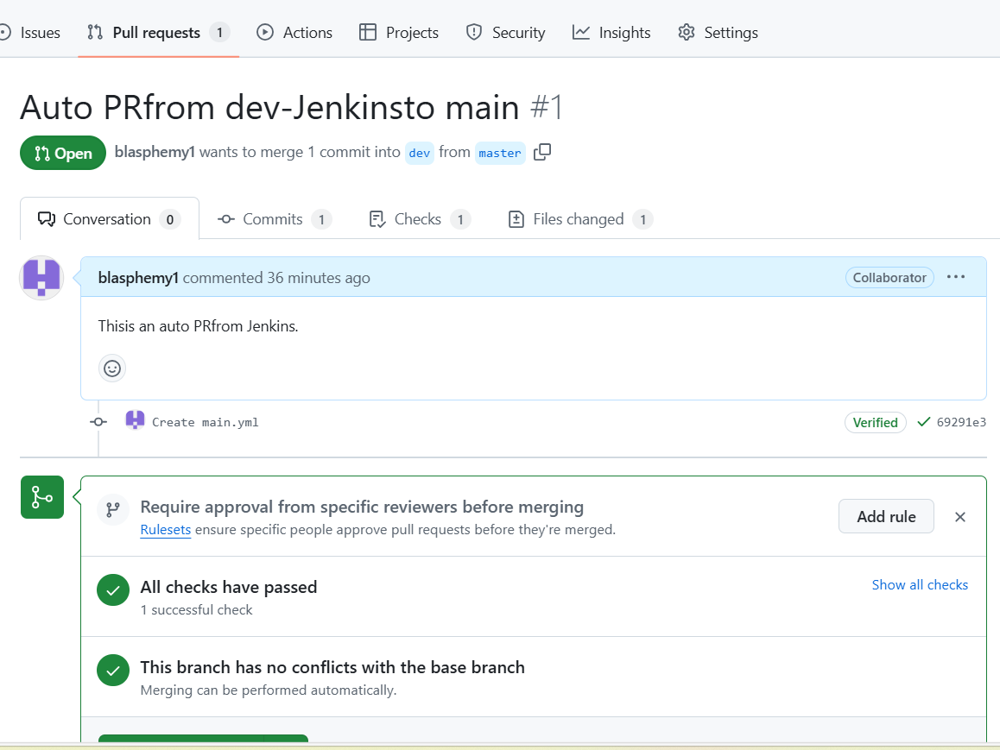 Issues Pull requests 1 Actions Projects Security Insights Settings
Auto PRfrom dev-Jenkinsto main #1
Open blasphemy1 wants to merge 1 commit into dev from master
Conversation 0 Commits 1 Checks 1 Files changed 1
blasphemy1 commented 36 minutes ago Collaborator ...
Thisis an auto PRfrom Jenkins.
Create main.yml Verified 69291e3
Require approval from specific reviewers before merging
Rulesets ensure specific people approve pull requests before they're merged.
Add rule
All checks have passed Show all checks
1 successful check
This branch has no conflicts with the base branch
Merging can be performed automatically.